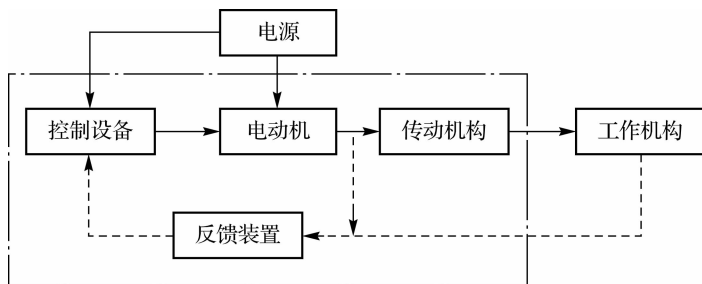 电源
控制设备
电动机
传动机构
工作机构
反馈装置